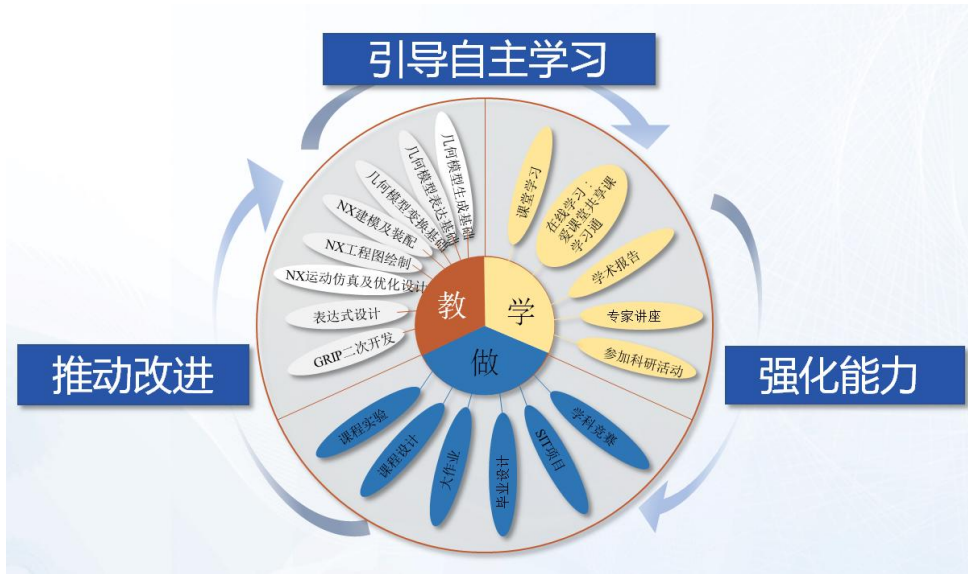 引导自主学习
几何模型生成基础
几何模型表达基础
几何模型变换基础
NX建模及装配
NX工程图绘制
NX运动仿真及优化设计
表达式设计
GRIP二次开发
课堂学习
在线学习：
爱课堂共享课
学习通
学术报告
专家讲座
参加科研活动
教
学
做
推动改进
强化能力
课程实验
课程设计
大作业
毕业设计
SIT项目
学科竞赛